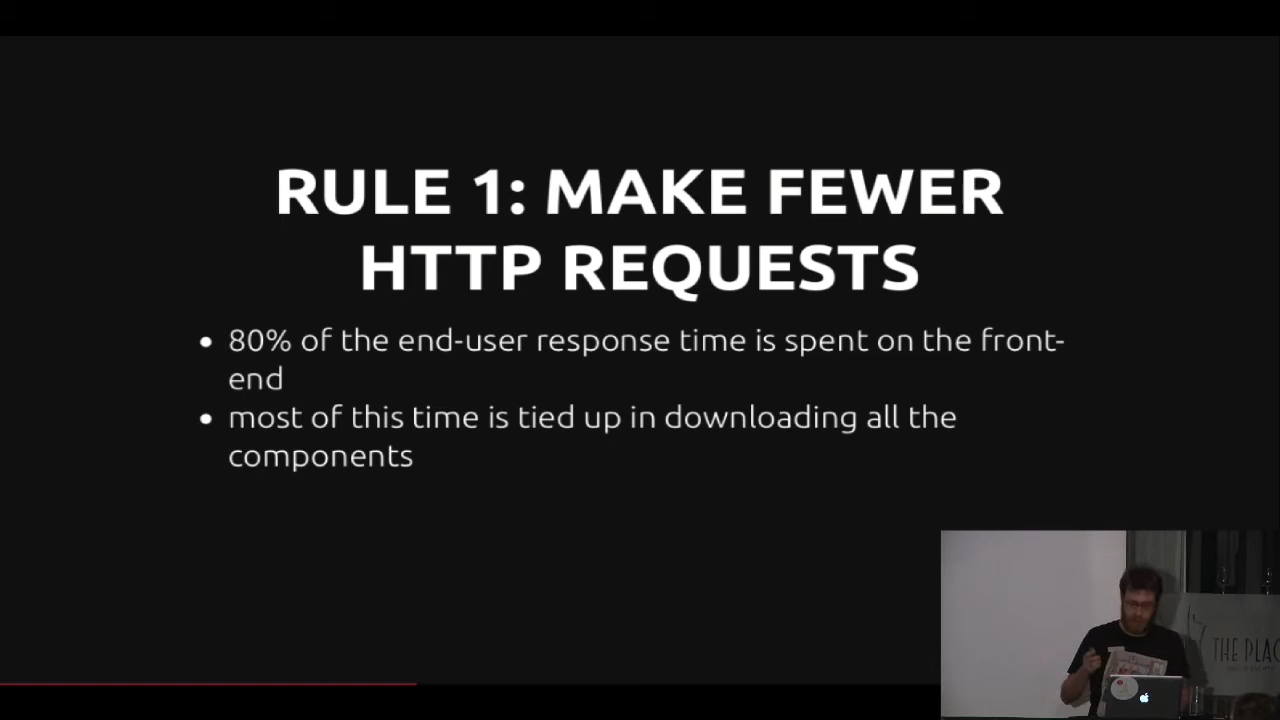 RULE 1: MAKE FEWER
HTTP REQUESTS
• 80% of the end-user response time is spent on the front-
end
• most of this time is tied up in downloading all the
components
THE PLAC